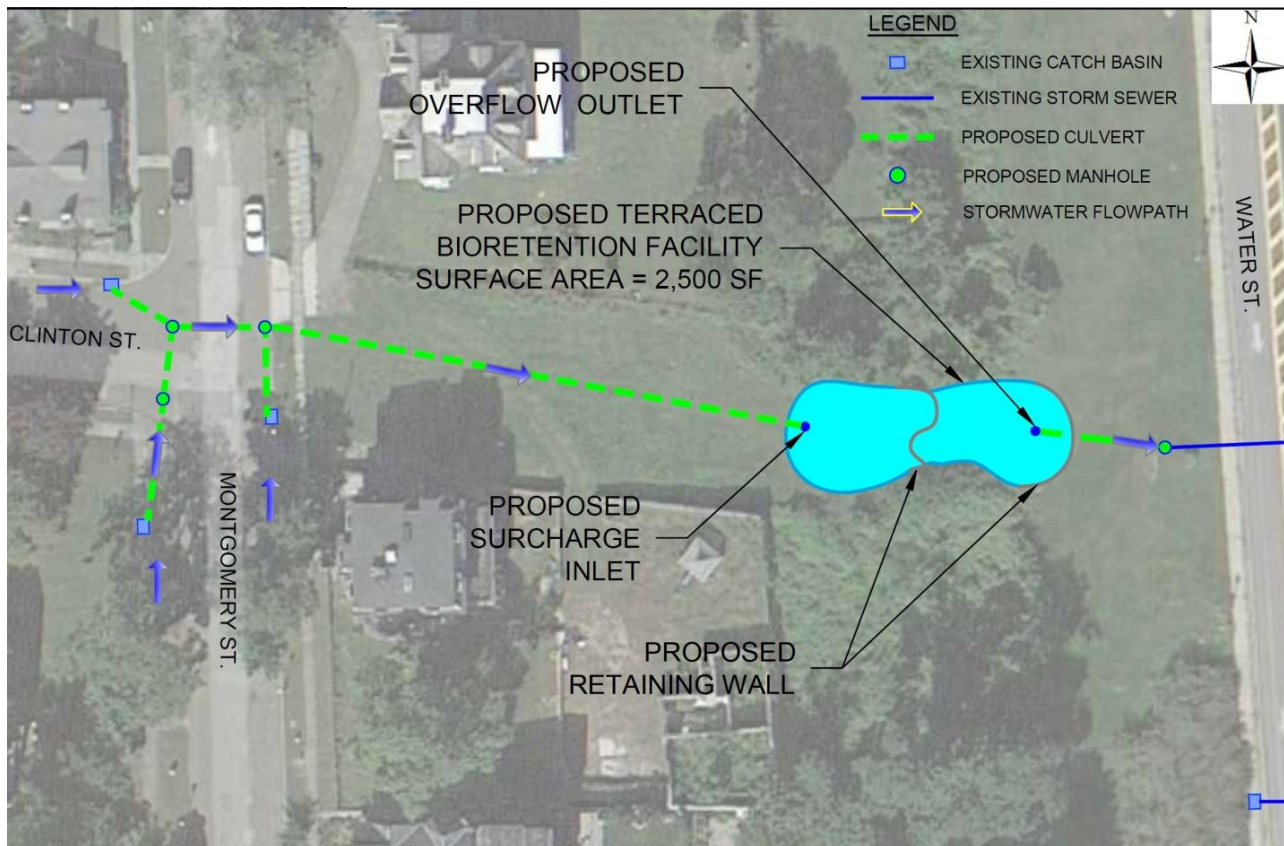 LEGEND
N
EXISTING CATCH BASIN
EXISTING STORM SEWER
PROPOSED CULVERT
PROPOSED MANHOLE
STORMWATER FLOWPATH
PROPOSED
OVERFLOW OUTLET
PROPOSED TERRACED
BIORETENTION FACILITY
SURFACE AREA = 2,500 SF
WATER ST.
CLINTON ST.
MONTGOMERY ST.
PROPOSED
SURCHARGE
INLET
PROPOSED
RETAINING WALL